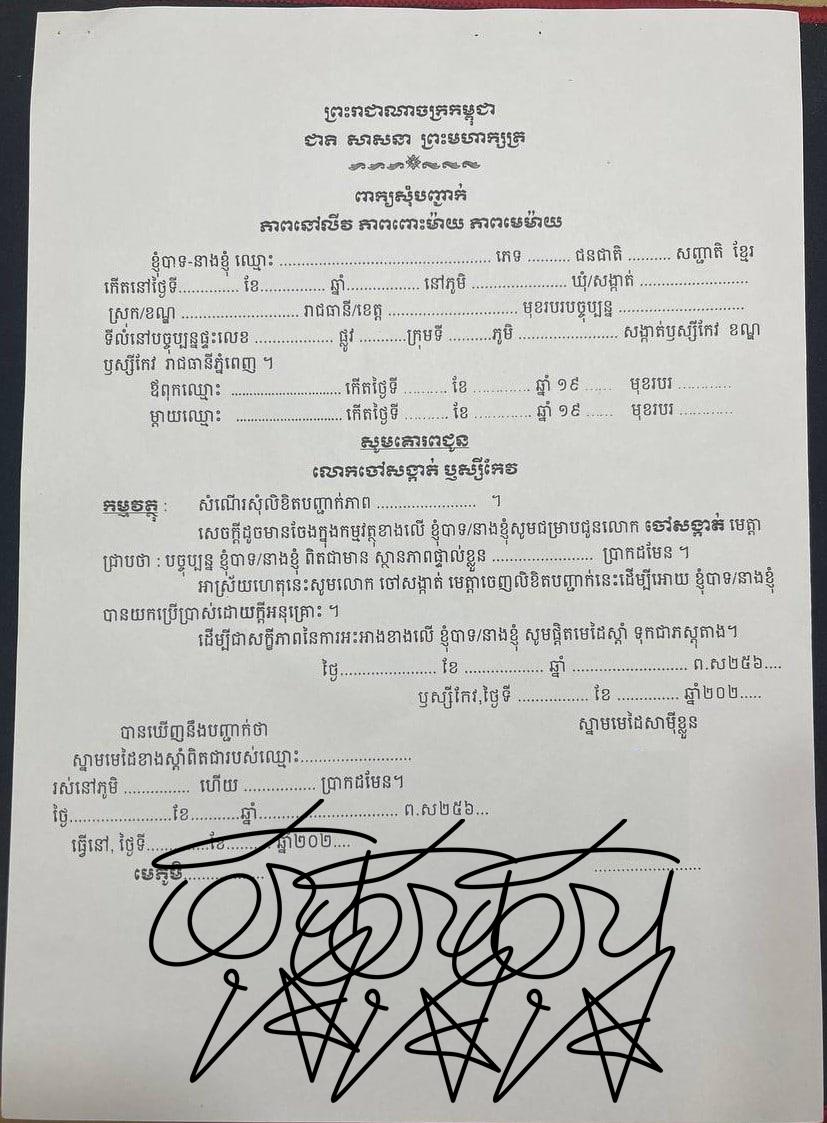 ព្រះរាជាណាចក្រកម្ពុជា
ជាតិ សាសនា ព្រះមហាក្សត្រ
ពាក្យសុំបញ្ជាក់
ភាពនៅលីវ ភាពពោះម៉ាយ ភាពមេម៉ាយ
ខ្ញុំបាទ-នាងខ្ញុំ ឈ្មោះ ........................................ ភេទ .......... ជនជាតិ .......... សញ្ជាតិ ខ្មែរ
កើតនៅថ្ងៃទី.............. ខែ............... ឆ្នាំ................. នៅភូមិ ...................... ឃុំ/សង្កាត់ .........................
ស្រុក/ខណ្ឌ ........................... រាជធានី/ខេត្ត .............................. មុខរបរបច្ចុប្បន្ន .............................
ទីលំនៅបច្ចុប្បន្នផ្ទះលេខ .................. ផ្លូវ ...........ក្រុមទី ..........ភូមិ ....................... សង្កាត់ឫស្សីកែវ ខណ្ឌ
ឫស្សីកែវ រាជធានីភ្នំពេញ ។
ឪពុកឈ្មោះ .......................... កើតថ្ងៃទី .......... ខែ ............. ឆ្នាំ ១៩ ...... មុខរបរ ............
ម្តាយឈ្មោះ .......................... កើតថ្ងៃទី .......... ខែ ............. ឆ្នាំ ១៩ ...... មុខរបរ ............
សូមគោរពជូន
លោកចៅសង្កាត់ ឫស្សីកែវ
កម្មវត្ថុ : សំណើរសុំលិខិតបញ្ជាក់ភាព ....................... ។
សេចក្តីដូចមានចែងក្នុងកម្មវត្ថុខាងលើ ខ្ញុំបាទ/នាងខ្ញុំសូមជម្រាបជូនលោក ចៅសង្កាត់ មេត្តា
ជ្រាបថា : បច្ចុប្បន្ន ខ្ញុំបាទ/នាងខ្ញុំ ពិតជាមាន ស្ថានភាពផ្ទាល់ខ្លួន ........................ ប្រាកដមែន ។
អាស្រ័យហេតុនេះសូមលោក ចៅសង្កាត់ មេត្តាចេញលិខិតបញ្ជាក់នេះដើម្បីអោយ ខ្ញុំបាទ/នាងខ្ញុំ
បានយកប្រើប្រាស់ដោយក្តីអនុគ្រោះ ។
ដើម្បីជាសក្ខីភាពនៃការអះអាងខាងលើ ខ្ញុំបាទ/នាងខ្ញុំ សូមផ្តិតមេដៃស្តាំ ទុកជាភស្តុតាង។
ថ្ងៃ....................... ខែ ................... ឆ្នាំ ............................. ព.ស២៥៦....
ឫស្សីកែវ,ថ្ងៃទី ................. ខែ ............... ឆ្នាំ២០២.....
បានឃើញនឹងបញ្ជាក់ថា ស្នាមមេដៃសាម៉ីខ្លួន
ស្នាមមេដៃខាងស្តាំពិតជារបស់ឈ្មោះ..........................
រស់នៅភូមិ ............... ហើយ ................. ប្រាកដមែន។
ថ្ងៃ........................ខែ............ឆ្នាំ................................ ព.ស២៥៦...
ធ្វើនៅ, ថ្ងៃទី...............ខែ........... ឆ្នាំ២០២....
មេភូមិ...................